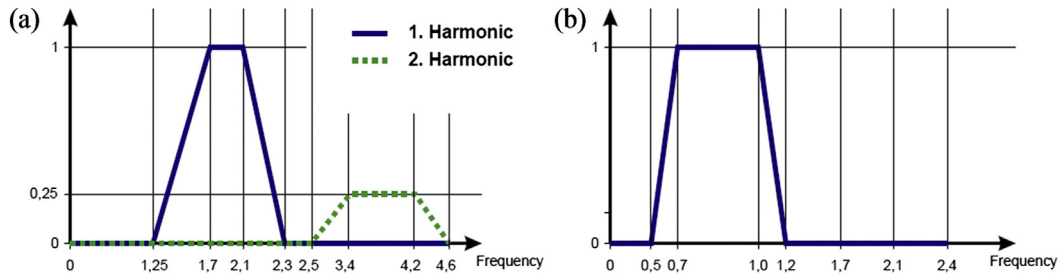 (a)
1
0,25
0
0 1,25 1,7 2,1 2,3 2,5 3,4 4,2 4,6 Frequency
1. Harmonic
2. Harmonic
(b)
1
0
0 0,5 0,7 1,0 1,2 1,7 2,1 2,4 Frequency